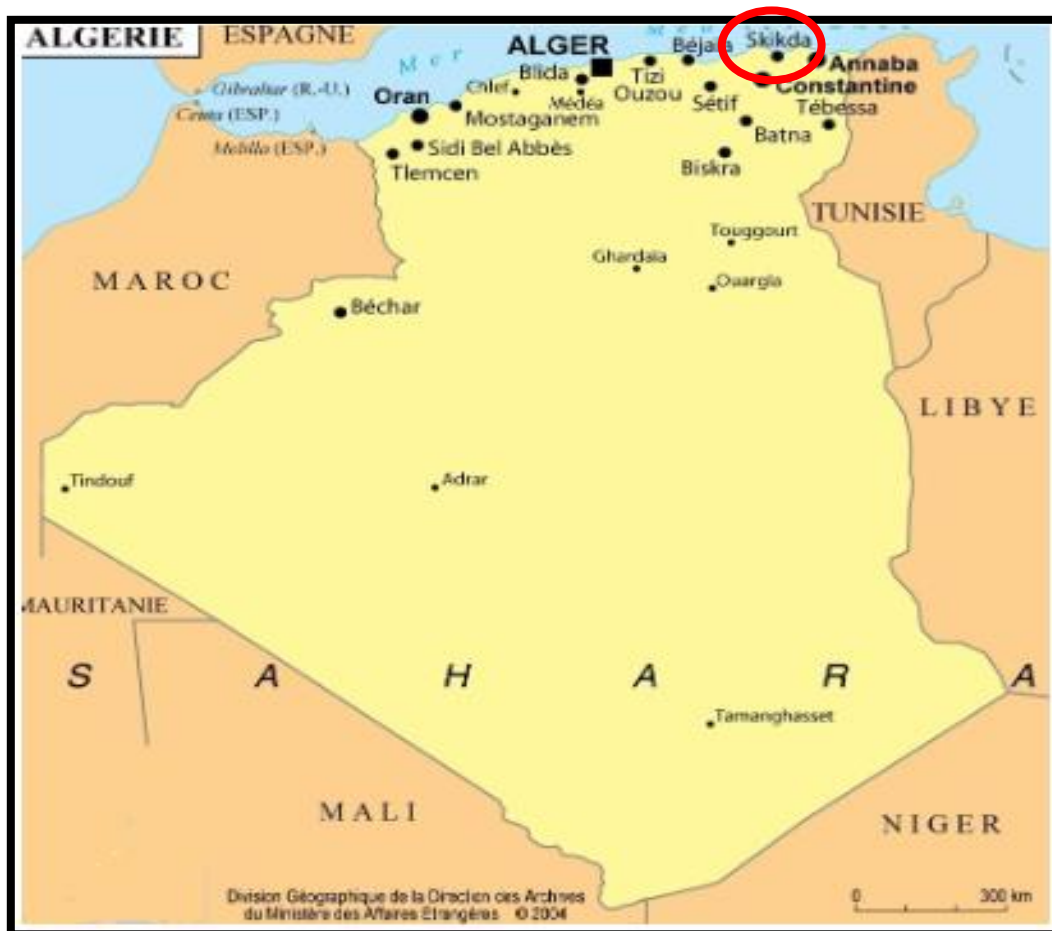 ALGERIE
ESPAGNE
Mer
ALGER
Béjaïa
Skikda
Annaba
Constantine
Blida
Tizi
Ouzou
Chlef
Médéa
Sétif
Tébessa
Gibraltar (R.-U.)
Oran
Ceuta (ESP.)
Mostaganem
Batna
Melilla (ESP.)
Sidi Bel Abbès
Tlemcen
Biskra
TUNISIE
Touggourt
Ghardaïa
MAROC
Ouargla
Béchar
LIBYE
Tindouf
Adrar
MAURITANIE
S A H A R A
Tamanghasset
MALI
NIGER
Division Géographique de la Direction des Archives
du Ministère des Affaires Etrangères © 2004
0 300 km